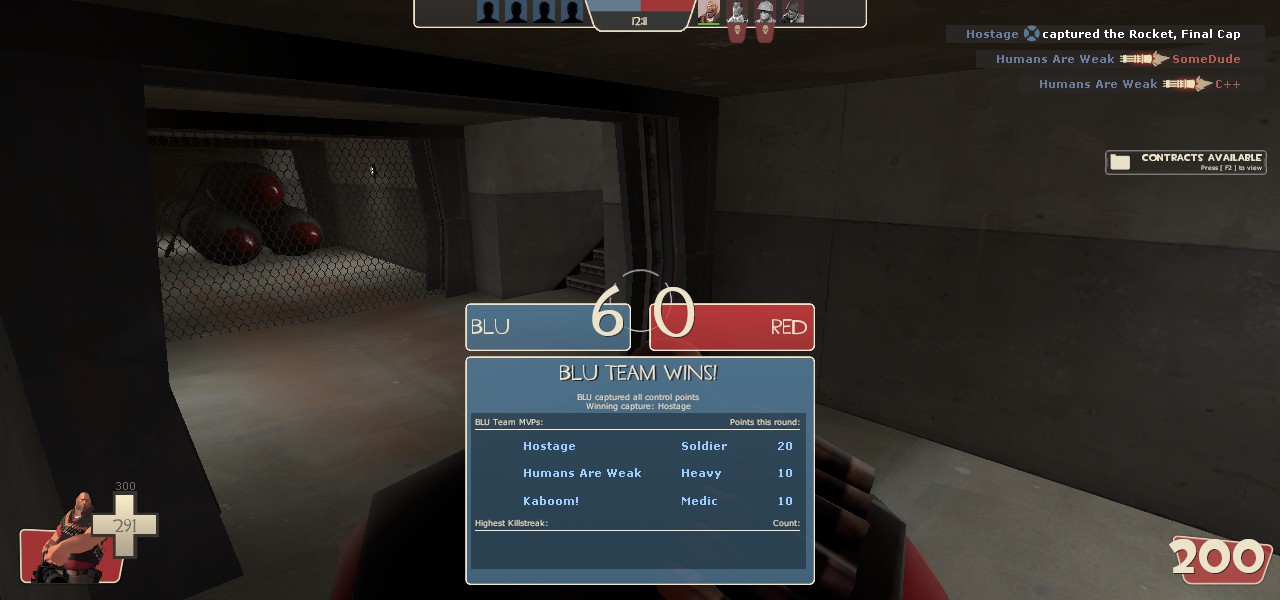 12:11
Hostage captured the Rocket, Final Cap
Humans Are Weak SomeDude
Humans Are Weak C++
CONTRACTS AVAILABLE
Press [ F2 ] to view
BLU 6 0 RED
BLU TEAM WINS!
BLU captured all control points
Winning capture: Hostage
BLU Team MVPs: Points this round:
Hostage Soldier 20
Humans Are Weak Heavy 10
Kaboom! Medic 10
Highest Killstreak: Count:
300
291
200